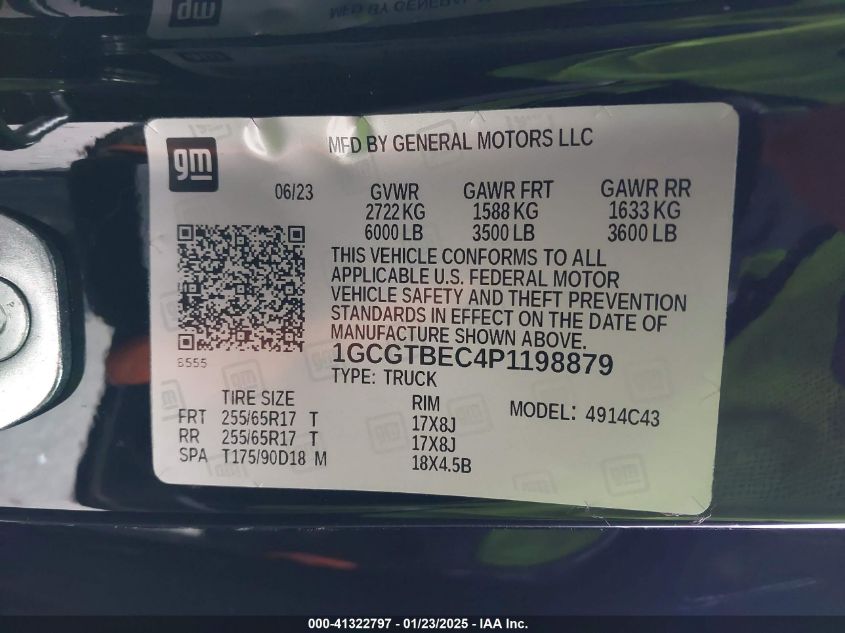 gm
MFD BY GENERAL MOTORS LLC
06/23
GVWR GAWR FRT GAWR RR
2722 KG 1588 KG 1633 KG
6000 LB 3500 LB 3600 LB
THIS VEHICLE CONFORMS TO ALL
APPLICABLE U.S. FEDERAL MOTOR
VEHICLE SAFETY AND THEFT PREVENTION
STANDARDS IN EFFECT ON THE DATE OF
MANUFACTURE SHOWN ABOVE.
8555
1GCGTBEC4P1198879
TYPE: TRUCK
TIRE SIZE RIM MODEL: 4914C43
FRT 255/65R17 T 17X8J
RR 255/65R17 T 17X8J
SPA T175/90D18 M 18X4.5B
000-41322797 - 01/23/2025 - IAA Inc.